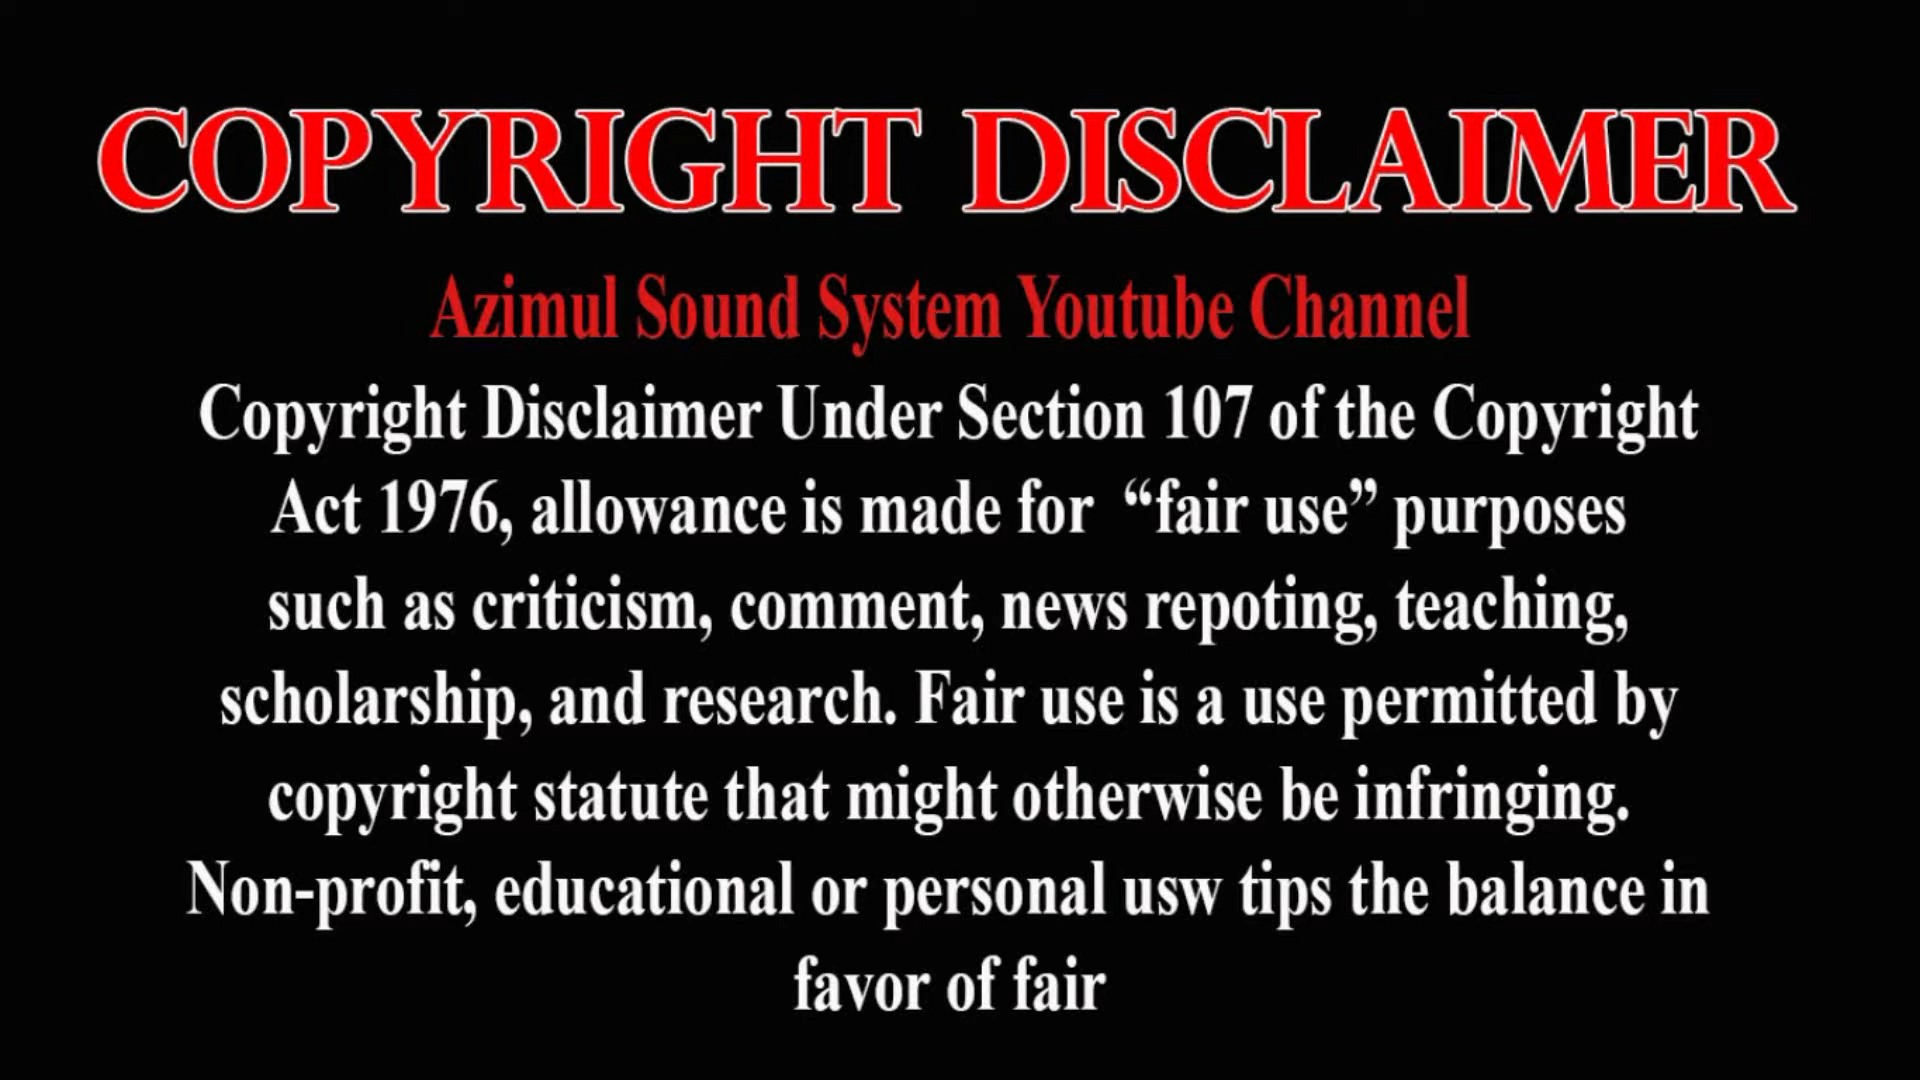 COPYRIGHT DISCLAIMER
Azimul Sound System Youtube Channel
Copyright Disclaimer Under Section 107 of the Copyright
Act 1976, allowance is made for “fair use” purposes
such as criticism, comment, news repoting, teaching,
scholarship, and research. Fair use is a use permitted by
copyright statute that might otherwise be infringing.
Non-profit, educational or personal usw tips the balance in
favor of fair